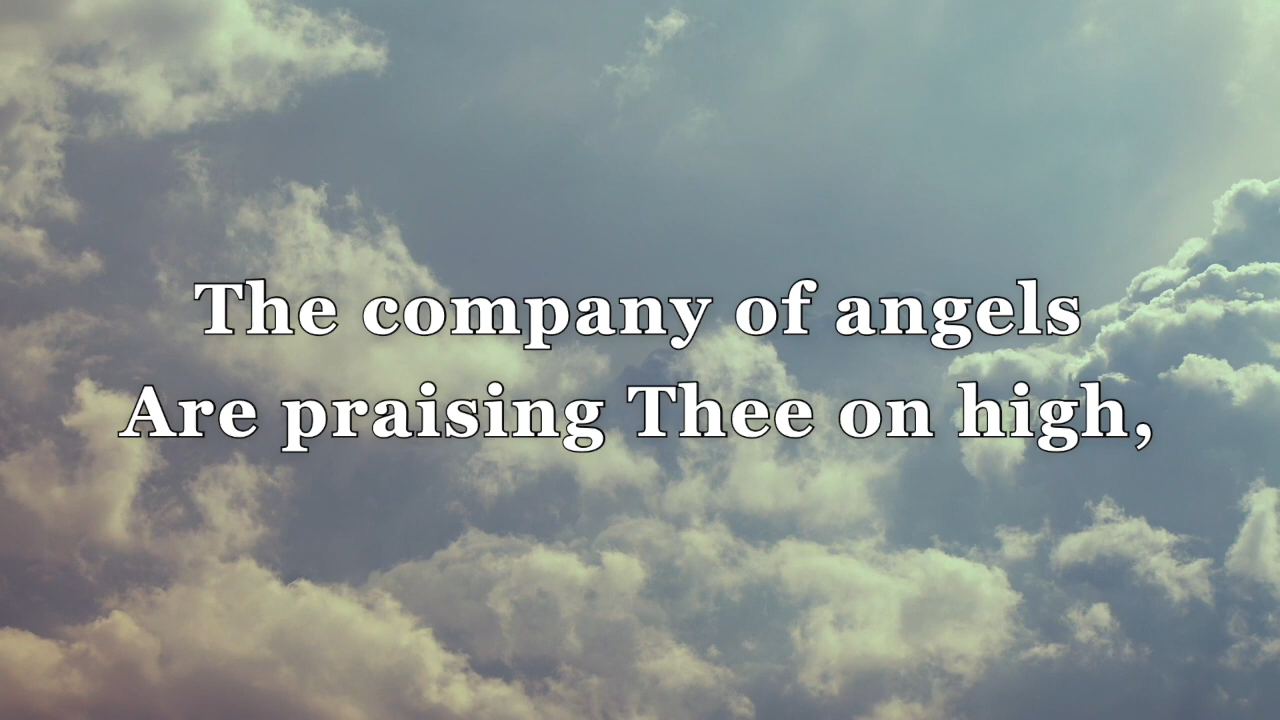 The company of angels
Are praising Thee on high,